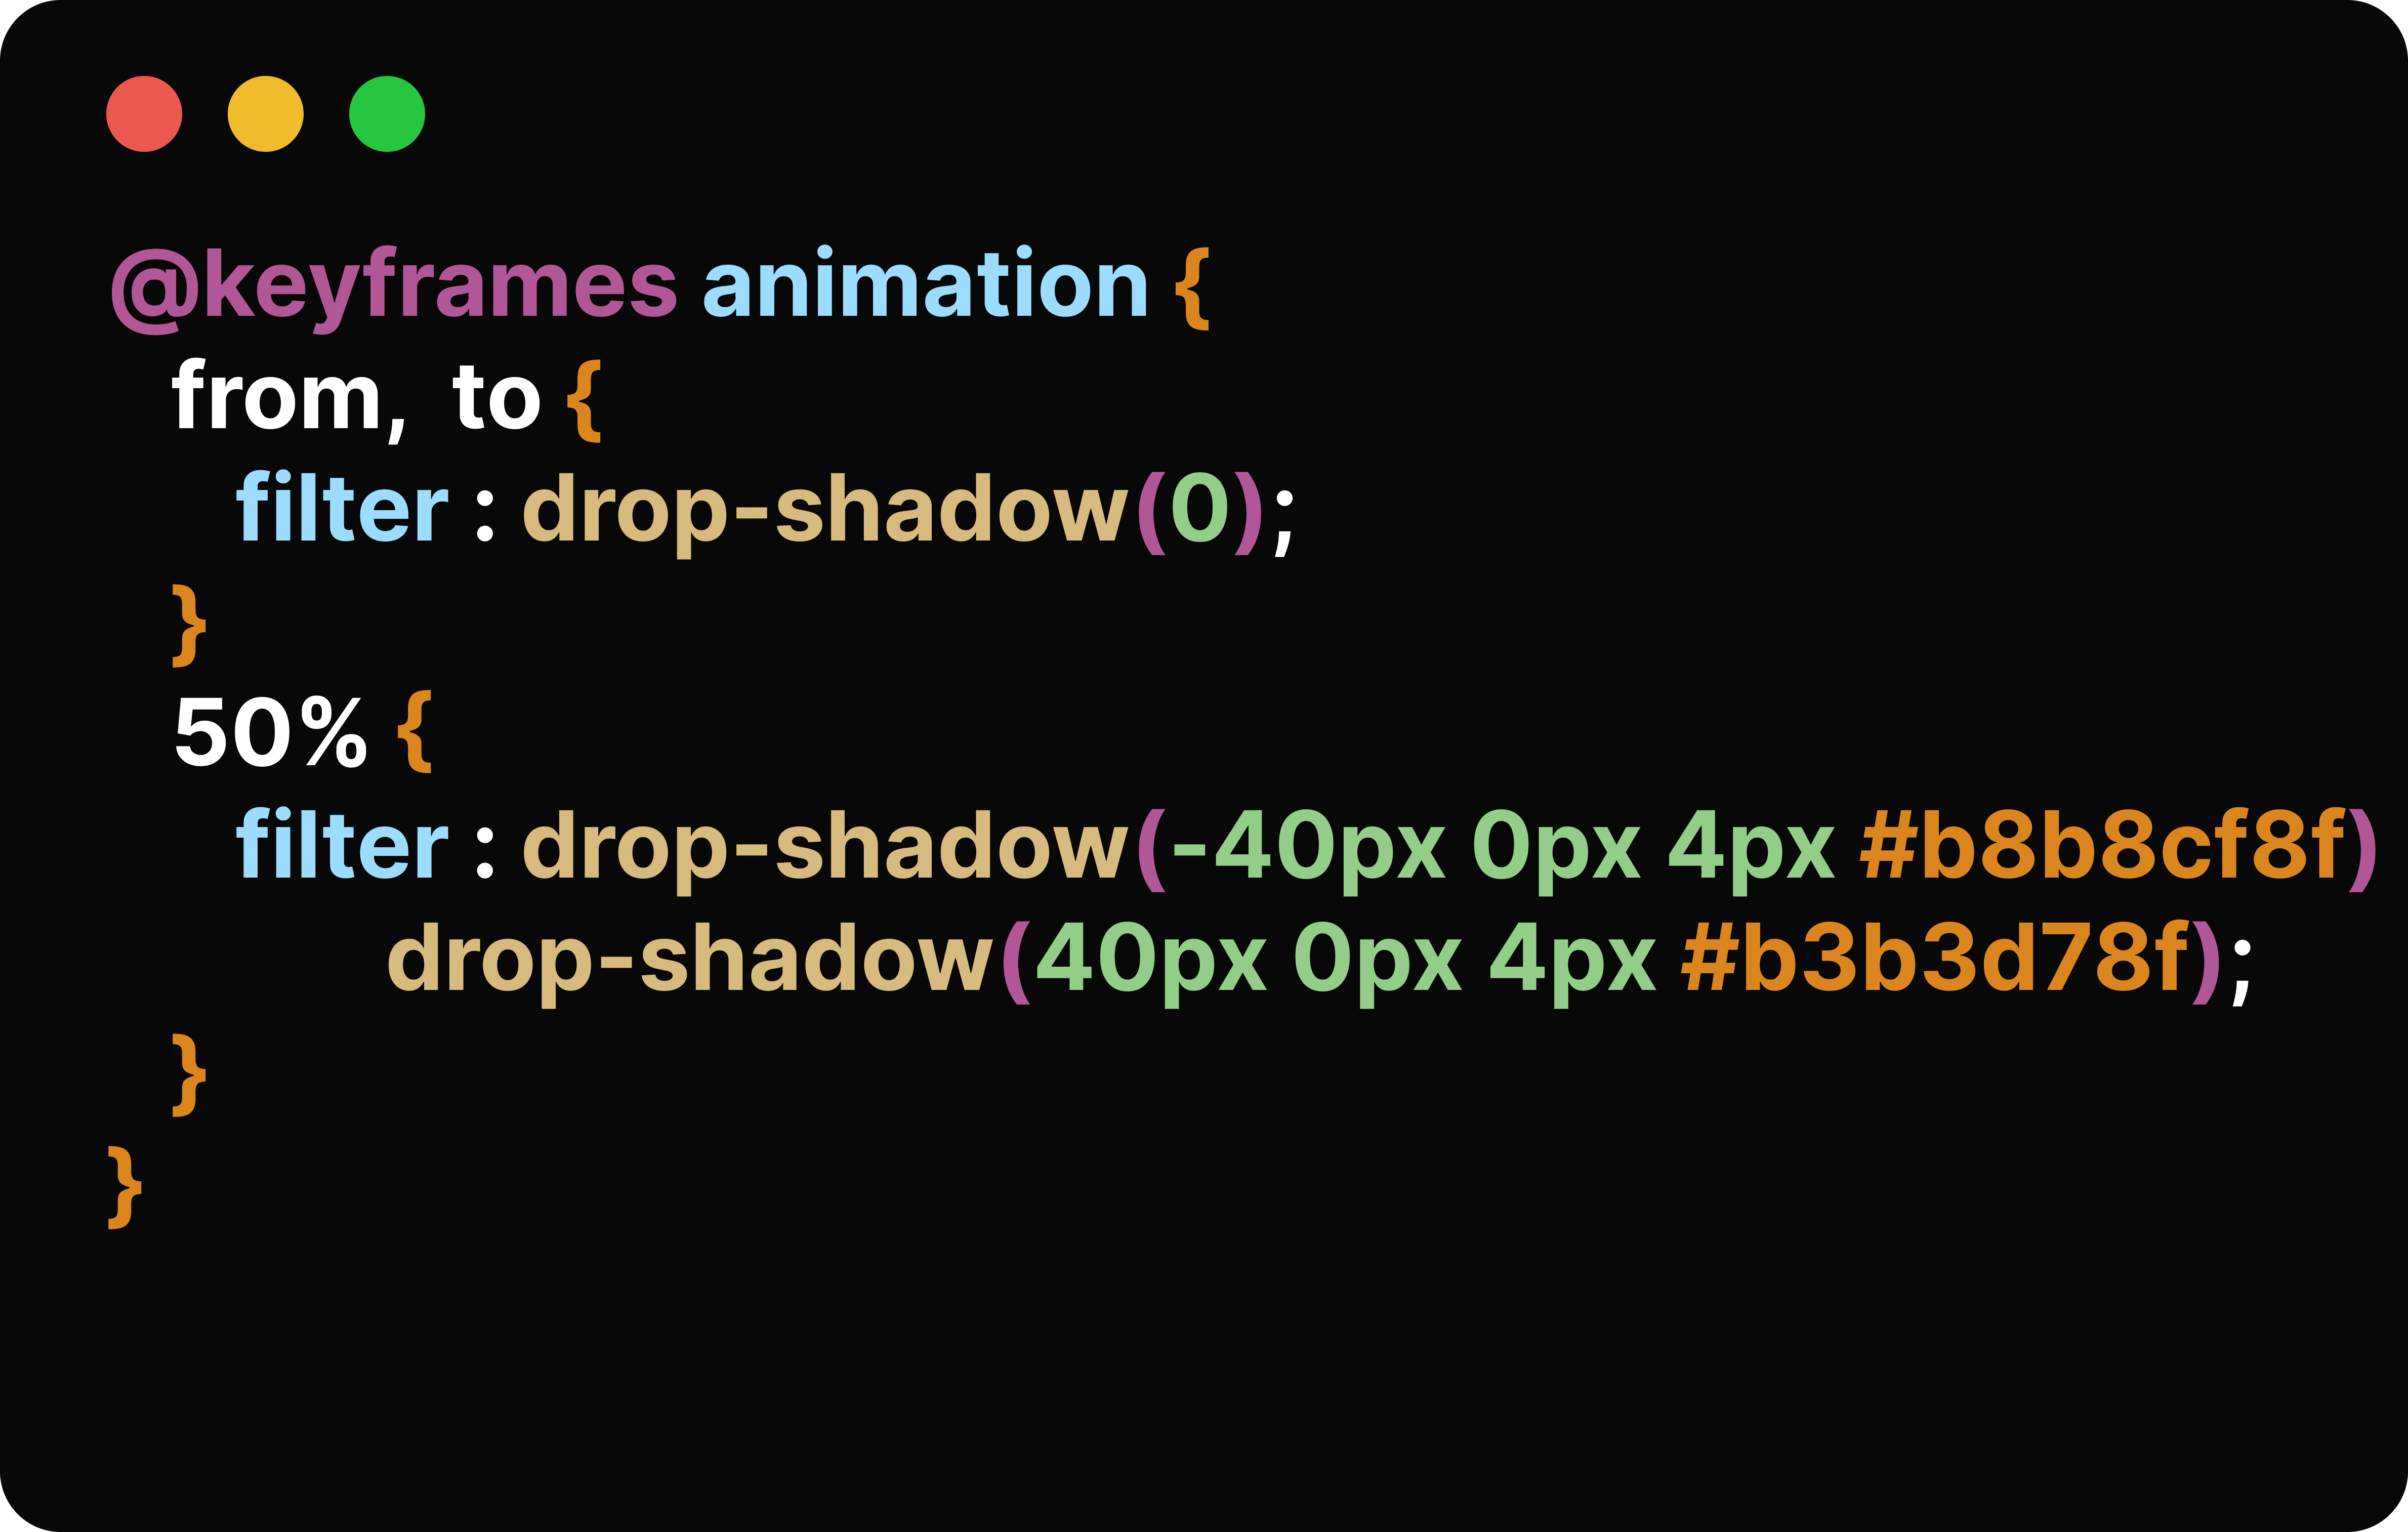 @keyframes animation {
from, to {
filter : drop-shadow(0);
}
50% {
filter : drop-shadow(-40px 0px 4px #b8b8cf8f)
drop-shadow(40px 0px 4px #b3b3d78f);
}
}